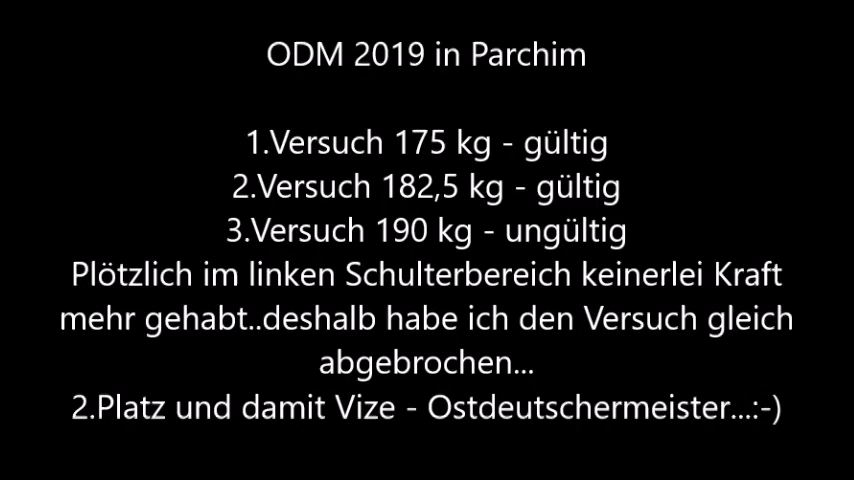 ODM 2019 in Parchim
1.Versuch 175 kg - gültig
2.Versuch 182,5 kg - gültig
3.Versuch 190 kg - ungültig
Plötzlich im linken Schulterbereich keinerlei Kraft
mehr gehabt..deshalb habe ich den Versuch gleich
abgebrochen...
2.Platz und damit Vize - Ostdeutschermeister...:-)